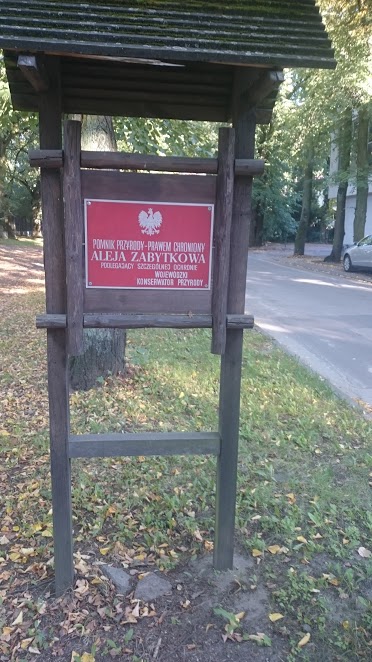 POMNIK PRZYRODY-PRAWEM CHRONIONY
ALEJA ZABYTKOWA
PODLEGAJĄCY SZCZEGÓLNEJ OCHRONIE
WOJEWÓDZKI
KONSERWATOR PRZYRODY